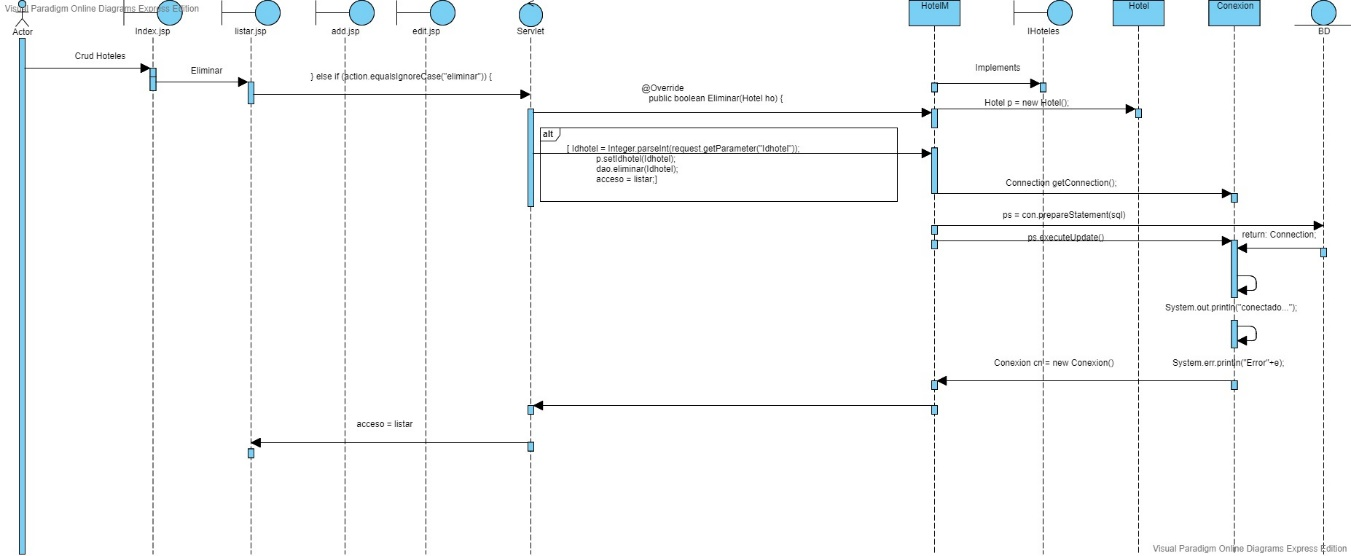 Visual Paradigm Online Diagrams Express Edition
HotelM
Hotel
Conexion
Actor
Index.jsp
listar.jsp
add.jsp
edit.jsp
Servlet
IHoteles
BD
Crud Hoteles
Eliminar
} else if (action.equalsIgnoreCase("eliminar")) {
Implements
@Override
public boolean Eliminar(Hotel ho) {
Hotel p = new Hotel();
alt
[ Idhotel = Integer.parseInt(request.getParameter("Idhotel"));
p.setIdhotel(Idhotel);
dao.eliminar(Idhotel);
acceso = listar;]
Connection getConnection();
ps = con.prepareStatement(sql)
ps.executeUpdate()
return: Connection;
System.out.println("conectado...");
Conexion cn = new Conexion()
System.err.println("Error"+e);
acceso = listar
Visual Paradigm Online Diagrams Express Edition